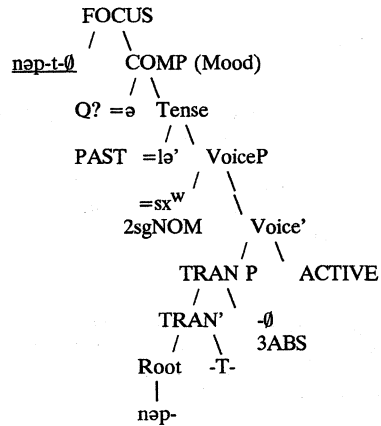 FOCUS
nəp-t-Ø COMP (Mood)
Q? =ə Tense
PAST =lə’ VoiceP
=sxʷ
2sgNOM Voice’
TRAN P ACTIVE
TRAN’ -Ø
3ABS
Root -T-
nəp-